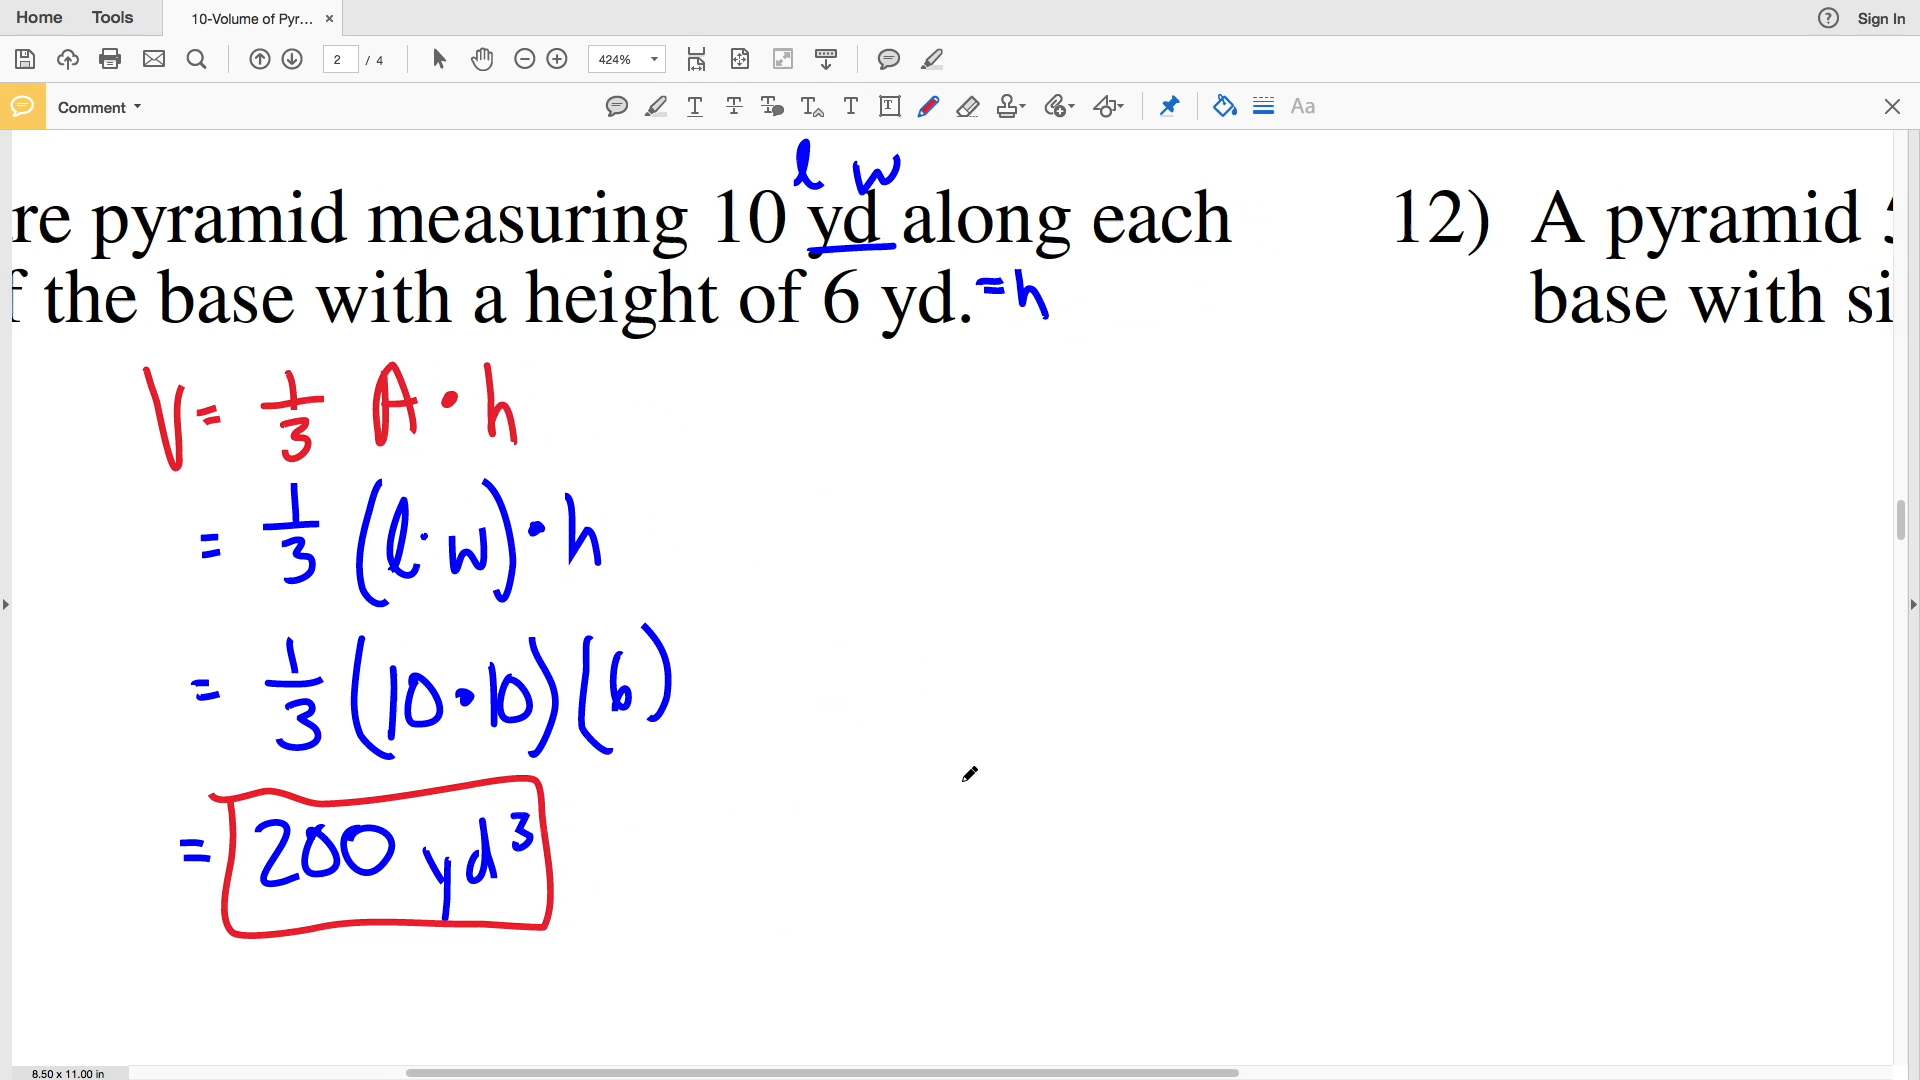 Home Tools 10-Volume of Pyr... × Sign In
2 / 4 424%
Comment Aa
l w
re pyramid measuring 10 yd along each
f the base with a height of 6 yd. = h
12) A pyramid 5
base with si
V = 1/3 A · h
= 1/3 (l · w) · h
= 1/3 (10 · 10) (6)
= 200 yd³
8.50 x 11.00 in